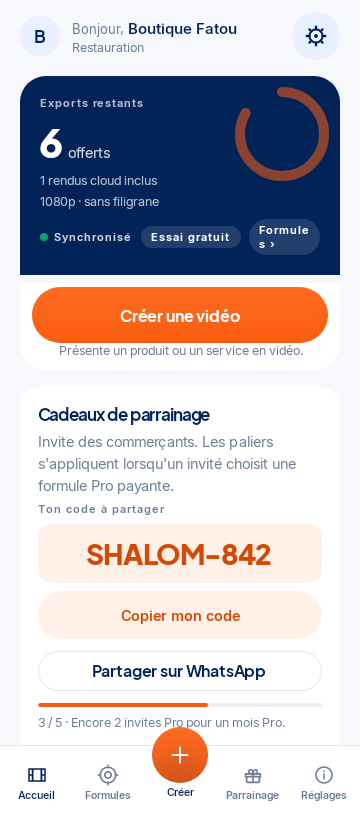 B
Bonjour, Boutique Fatou
Restauration
Exports restants
6 offerts
1 rendus cloud inclus
1080p · sans filigrane
Synchronisé
Essai gratuit
Formule
s ›
Créer une vidéo
Présente un produit ou un service en vidéo.
Cadeaux de parrainage
Invite des commerçants. Les paliers
s'appliquent lorsqu'un invité choisit une
formule Pro payante.
Ton code à partager
SHALOM-842
Copier mon code
Partager sur WhatsApp
3 / 5 · Encore 2 invites Pro pour un mois Pro.
Accueil
Formules
Créer
Parrainage
Réglages